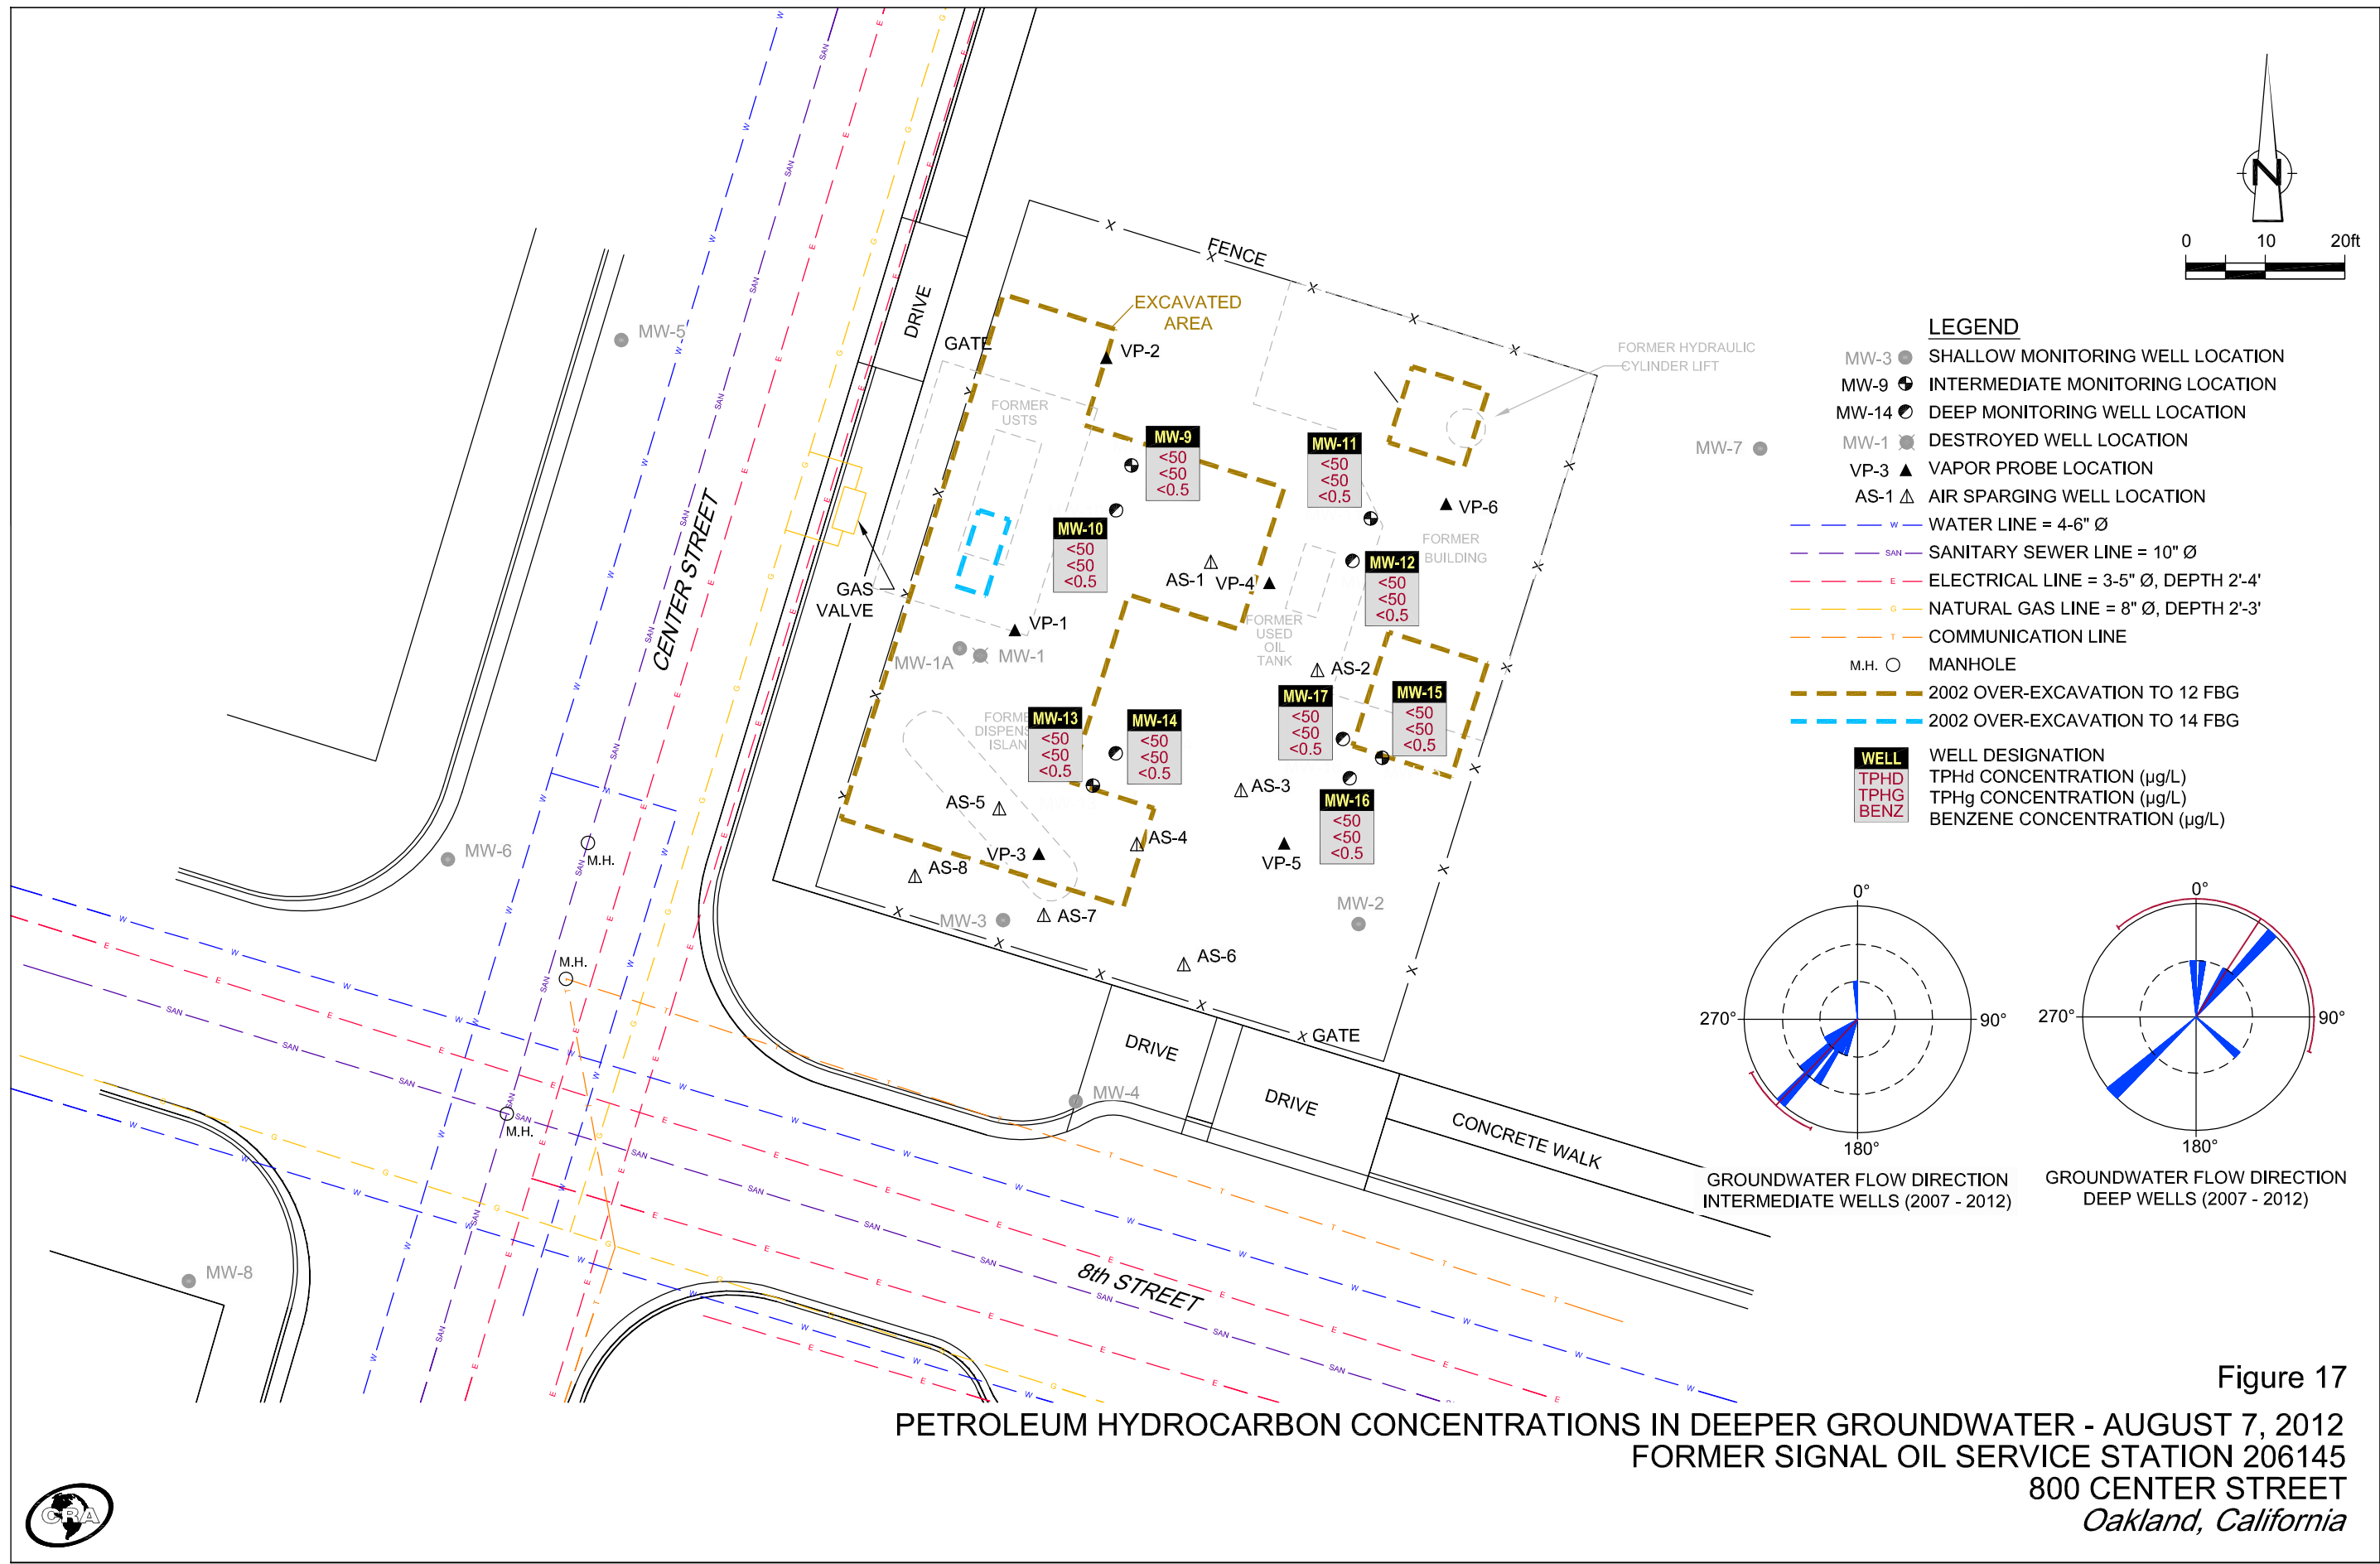 FENCE
EXCAVATED
AREA
DRIVE
GATE
VP-2
MW-5
FORMER
USTS
FORMER HYDRAULIC
CYLINDER LIFT
MW-7
MW-9
<50
<50
<0.5
MW-11
<50
<50
<0.5
VP-6
MW-10
<50
<50
<0.5
FORMER
BUILDING
MW-12
<50
<50
<0.5
AS-1
VP-4
CENTER STREET
GAS
VALVE
VP-1
MW-1A
MW-1
FORMER
USED
OIL
TANK
AS-2
MW-17
<50
<50
<0.5
MW-15
<50
<50
<0.5
MW-13
<50
<50
<0.5
MW-14
<50
<50
<0.5
AS-3
MW-16
<50
<50
<0.5
AS-5
AS-4
VP-3
VP-5
AS-8
MW-6
M.H.
MW-3
AS-7
MW-2
AS-6
M.H.
GATE
DRIVE
DRIVE
MW-4
CONCRETE WALK
M.H.
MW-8
8th STREET
N
0 10 20ft
LEGEND
MW-3 SHALLOW MONITORING WELL LOCATION
MW-9 INTERMEDIATE MONITORING LOCATION
MW-14 DEEP MONITORING WELL LOCATION
MW-1 DESTROYED WELL LOCATION
VP-3 VAPOR PROBE LOCATION
AS-1 AIR SPARGING WELL LOCATION
W WATER LINE = 4-6" Ø
SAN SANITARY SEWER LINE = 10" Ø
E ELECTRICAL LINE = 3-5" Ø, DEPTH 2'-4'
G NATURAL GAS LINE = 8" Ø, DEPTH 2'-3'
T COMMUNICATION LINE
M.H. MANHOLE
2002 OVER-EXCAVATION TO 12 FBG
2002 OVER-EXCAVATION TO 14 FBG
WELL WELL DESIGNATION
TPHD TPHd CONCENTRATION (µg/L)
TPHG TPHg CONCENTRATION (µg/L)
BENZ BENZENE CONCENTRATION (µg/L)
0°
270° 90°
180°
GROUNDWATER FLOW DIRECTION
INTERMEDIATE WELLS (2007 - 2012)
0°
270° 90°
180°
GROUNDWATER FLOW DIRECTION
DEEP WELLS (2007 - 2012)
Figure 17
PETROLEUM HYDROCARBON CONCENTRATIONS IN DEEPER GROUNDWATER - AUGUST 7, 2012
FORMER SIGNAL OIL SERVICE STATION 206145
800 CENTER STREET
Oakland, California
CRA